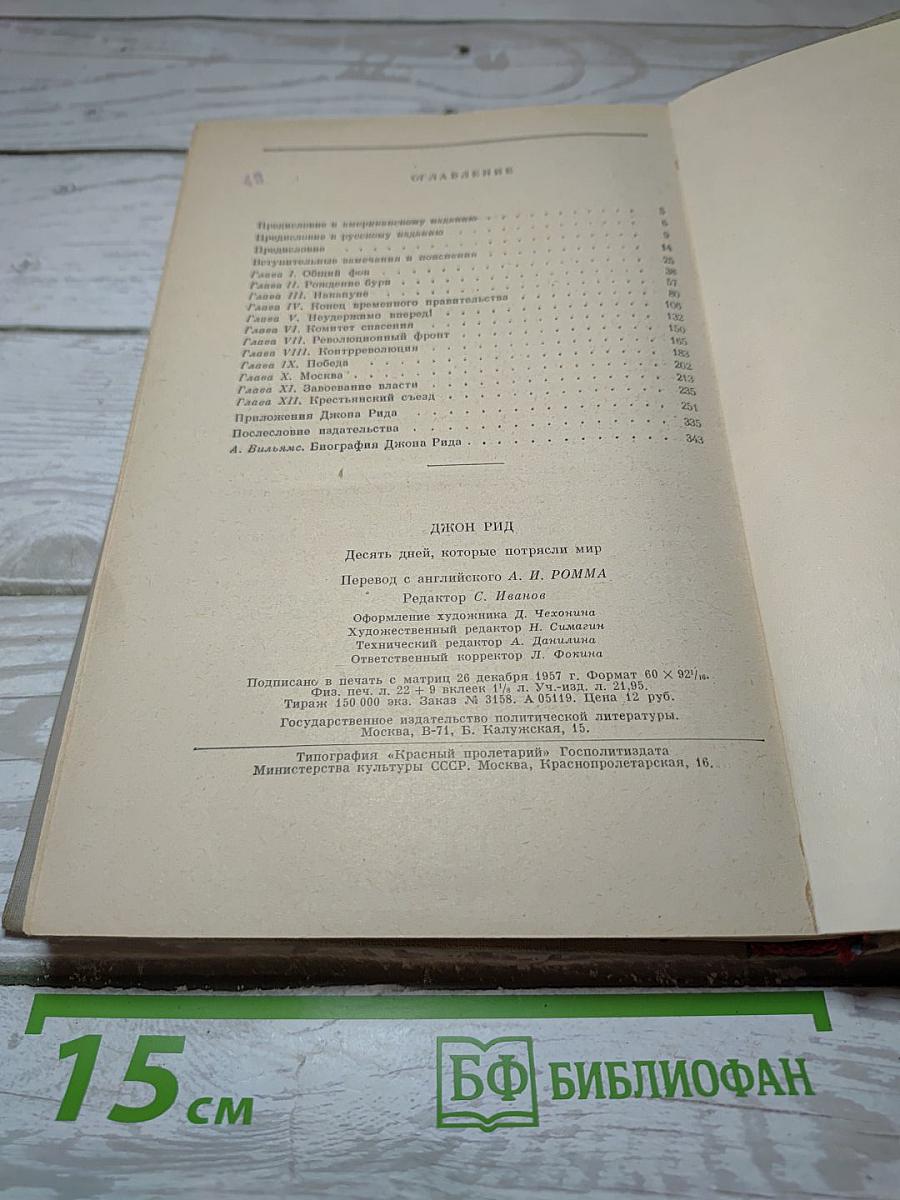 ОГЛАВЛЕНИЕ
Предисловие к американскому изданию 5
Предисловие к русскому изданию 6
Предисловие 9
Вступительные замечания и пояснения 14
Глава I. Общий фон 25
Глава II. Рождение бури 38
Глава III. Накануне 57
Глава IV. Конец временного правительства 80
Глава V. Неудержимо вперед! 106
Глава VI. Комитет спасения 132
Глава VII. Революционный фронт 150
Глава VIII. Контрреволюция 165
Глава IX. Победа 183
Глава X. Москва 202
Глава XI. Завоевание власти 213
Глава XII. Крестьянский съезд 235
Приложения Джона Рида 251
Послесловие издательства 335
А. Вильямс. Биография Джона Рида 343
ДЖОН РИД
Десять дней, которые потрясли мир
Перевод с английского А. И. РОММА
Редактор С. Иванов
Оформление художника Д. Чехонина
Художественный редактор Н. Симагин
Технический редактор А. Данилина
Ответственный корректор Л. Фокина
Подписано в печать с матриц 26 декабря 1957 г. Формат 60 × 92 1/16.
Физ. печ. л. 22 + 9 вклеек 1 1/8 л. Уч.-изд. л. 21,95.
Тираж 150 000 экз. Заказ № 3158. А 05119. Цена 12 руб.
Государственное издательство политической литературы.
Москва, В-71, Б. Калужская, 15.
Типография «Красный пролетарий» Госполитиздата
Министерства культуры СССР. Москва, Краснопролетарская, 16.
15 см
БФ БИБЛИОФАН